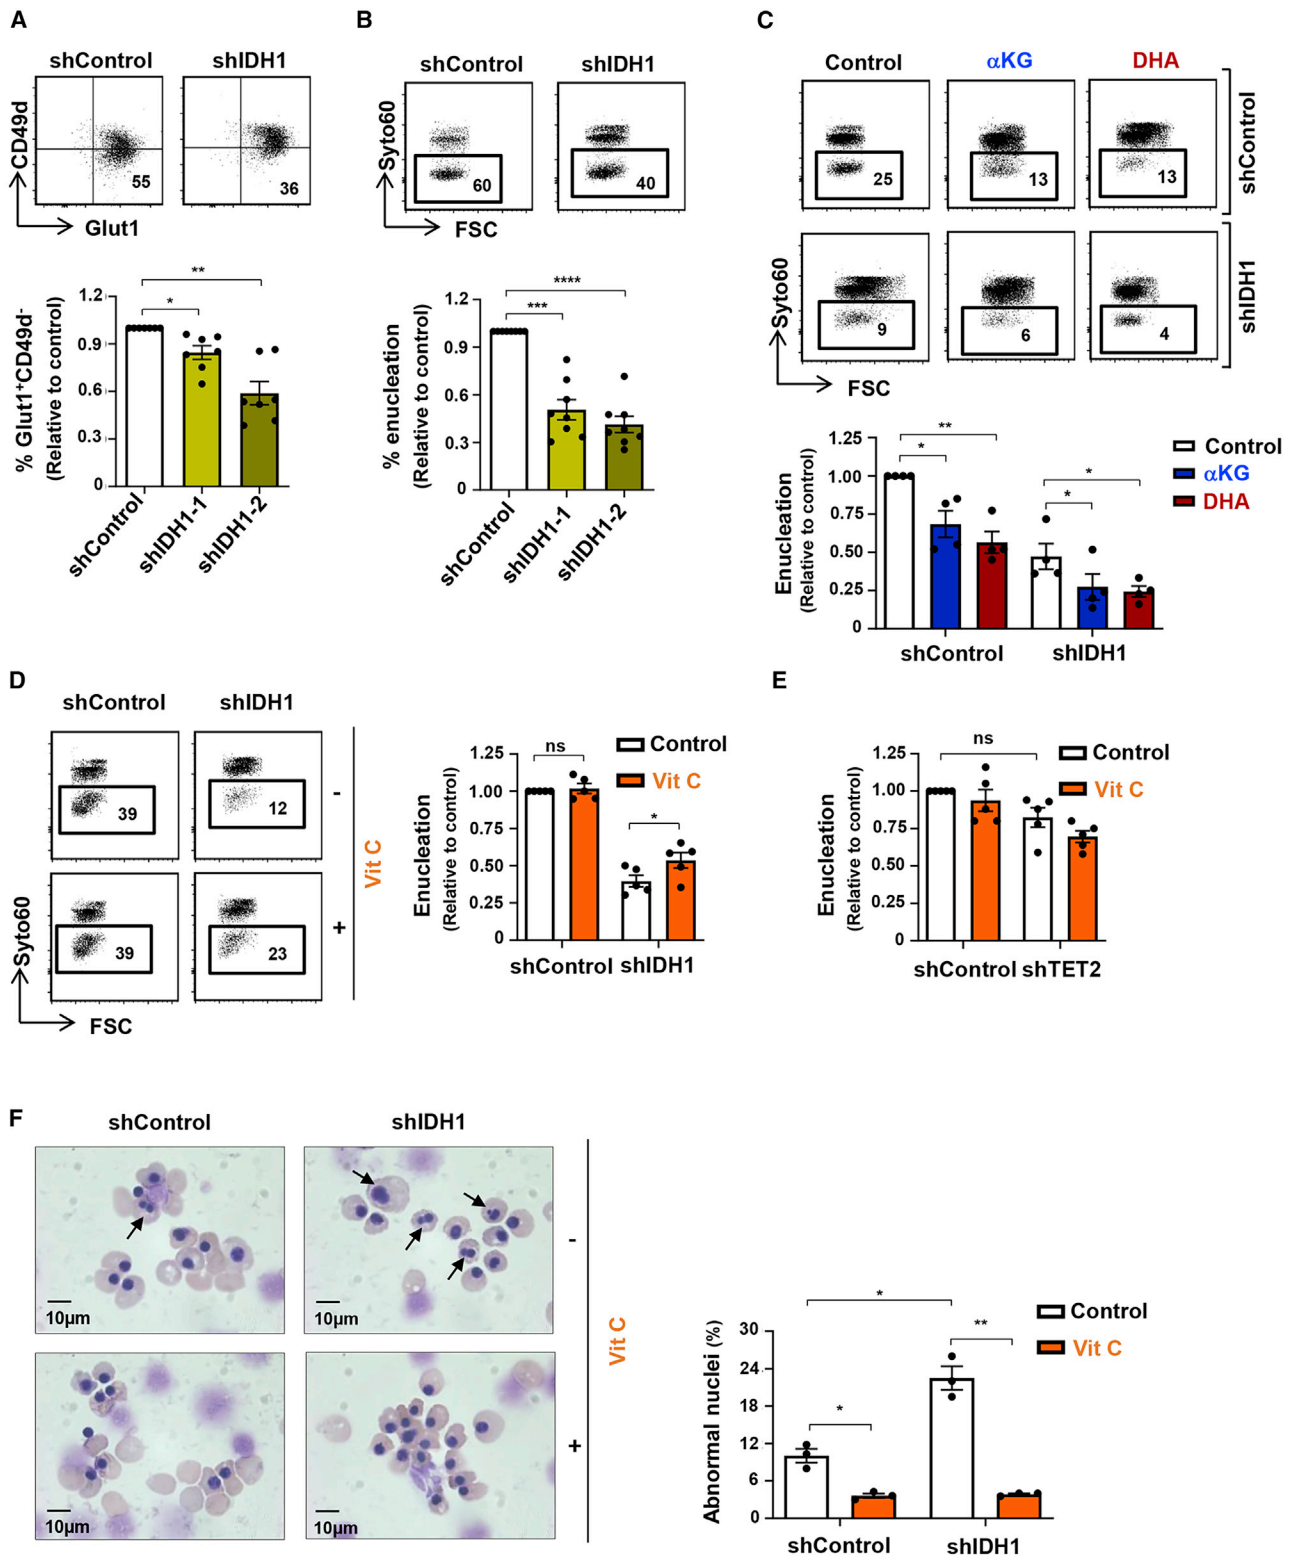 A
shControl
shIDH1
CD49d
55
36
Glut1
% Glut1+CD49d-
(Relative to control)
**
*
1.2
0.9
0.6
0.3
0
shControl
shIDH1-1
shIDH1-2
B
shControl
shIDH1
Syto60
60
40
FSC
% enucleation
(Relative to control)
****
***
1.2
0.9
0.6
0.3
0
shControl
shIDH1-1
shIDH1-2
C
Control
αKG
DHA
25
13
13
shControl
Syto60
9
6
4
shIDH1
FSC
Enucleation
(Relative to control)
1.25
1.00
0.75
0.50
0.25
0
**
*
*
*
Control
αKG
DHA
shControl
shIDH1
D
shControl
shIDH1
39
12
-
Vit C
Syto60
39
23
+
FSC
Enucleation
(Relative to control)
1.25
1.00
0.75
0.50
0.25
0
ns
*
Control
Vit C
shControl
shIDH1
E
Enucleation
(Relative to control)
1.25
1.00
0.75
0.50
0.25
0
ns
Control
Vit C
shControl
shTET2
F
shControl
shIDH1
10µm
10µm
-
Vit C
10µm
10µm
+
Abnormal nuclei (%)
30
24
18
12
6
0
*
**
*
Control
Vit C
shControl
shIDH1